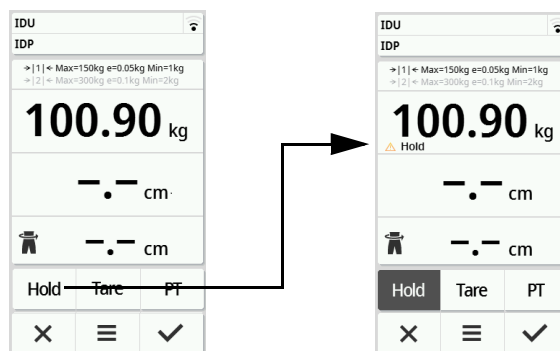 IDU
IDP
→|1|← Max=150kg e=0.05kg Min=1kg
→|2|← Max=300kg e=0.1kg Min=2kg
100.90 kg
–.– cm
–.– cm
Hold Tare PT
IDU
IDP
→|1|← Max=150kg e=0.05kg Min=1kg
→|2|← Max=300kg e=0.1kg Min=2kg
100.90 kg
Hold
–.– cm
–.– cm
Hold Tare PT